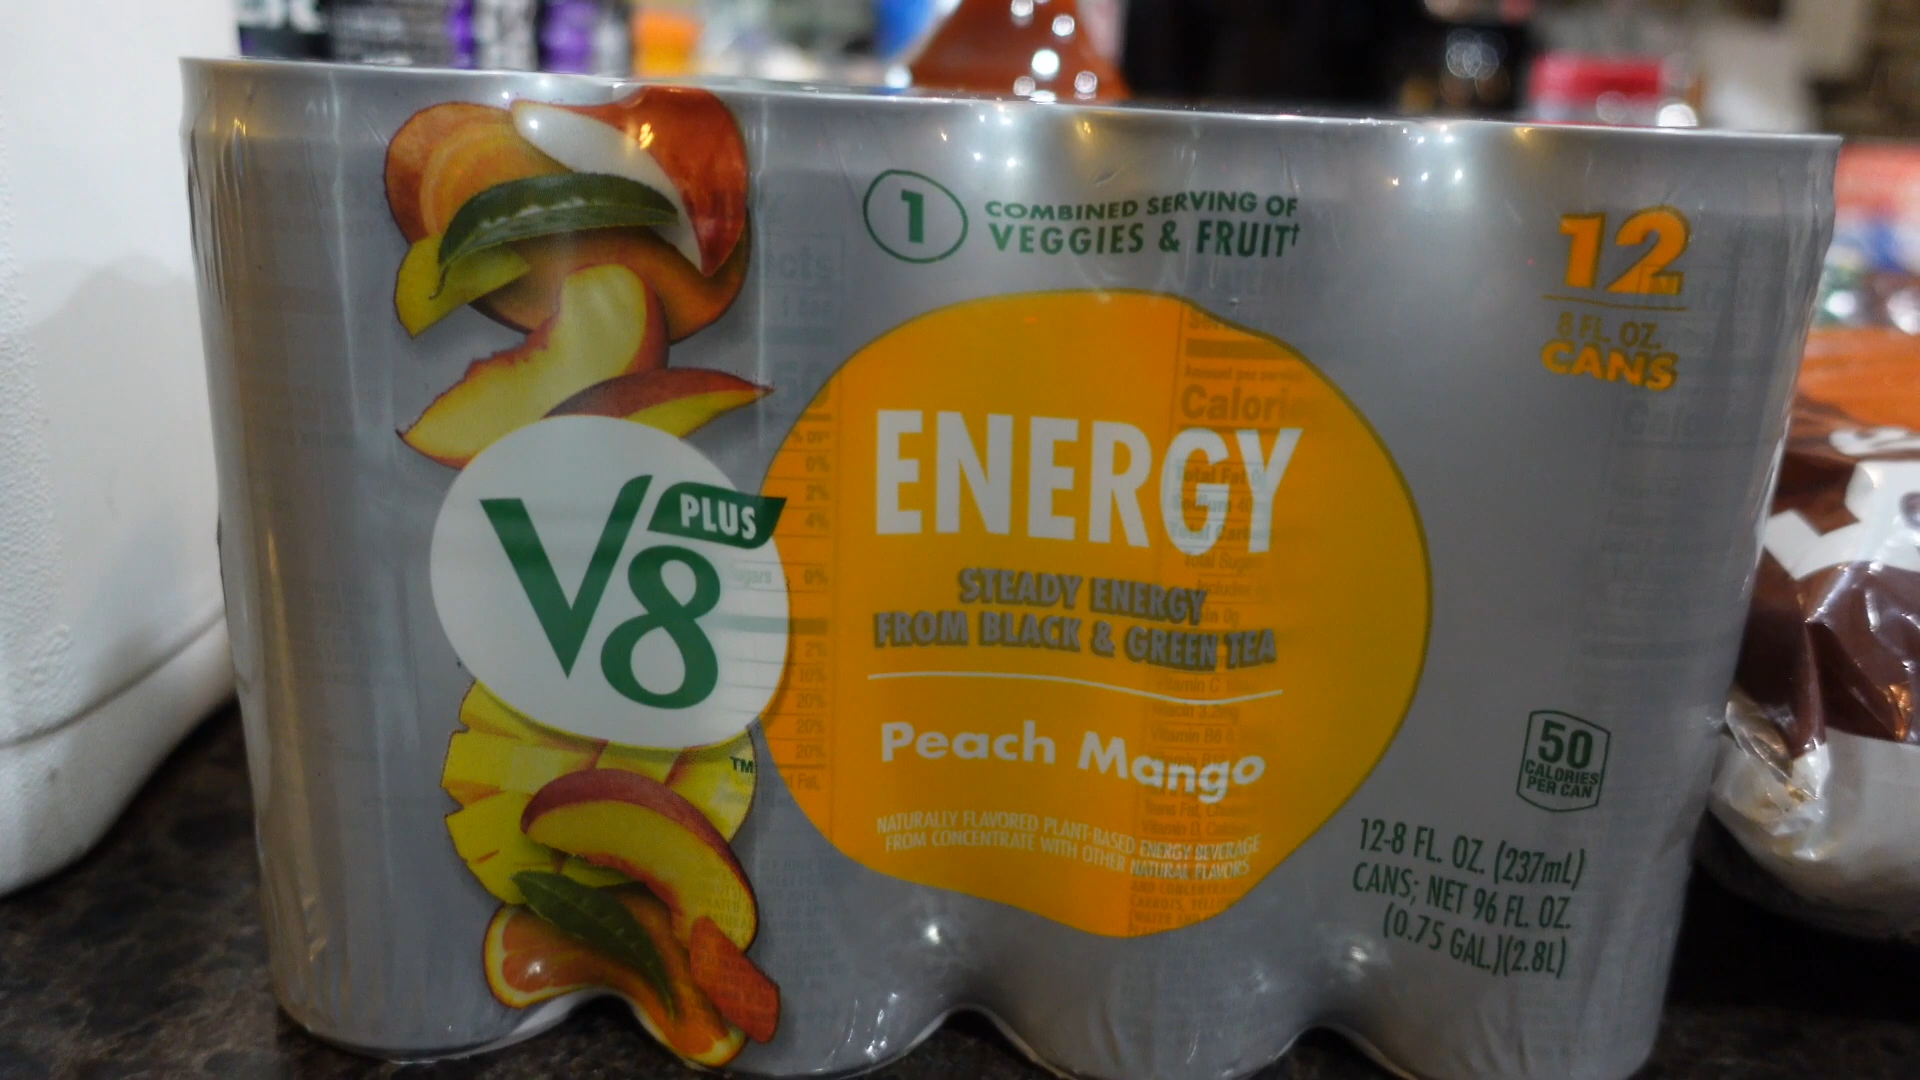 1
COMBINED SERVING OF
VEGGIES & FRUIT†
12
8 FL. OZ.
CANS
V8 PLUS
TM
ENERGY
STEADY ENERGY
FROM BLACK & GREEN TEA
Peach Mango
NATURALLY FLAVORED PLANT-BASED ENERGY BEVERAGE
FROM CONCENTRATE WITH OTHER NATURAL FLAVORS
50
CALORIES
PER CAN
12-8 FL. OZ. (237mL)
CANS; NET 96 FL. OZ.
(0.75 GAL.)(2.8L)